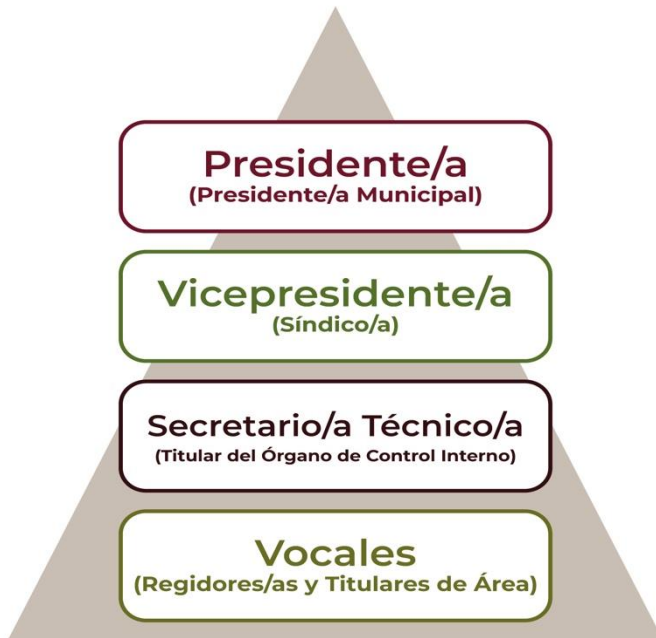 Presidente/a
(Presidente/a Municipal)
Vicepresidente/a
(Síndico/a)
Secretario/a Técnico/a
(Titular del Órgano de Control Interno)
Vocales
(Regidores/as y Titulares de Área)